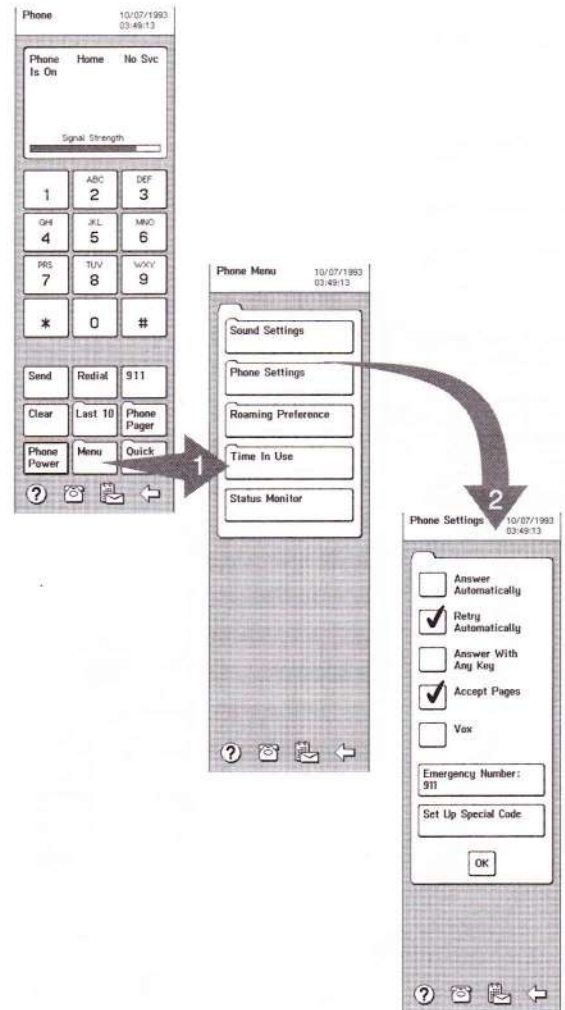 Phone
10/07/1993
03:49:13
Phone Home No Svc
Is On
Signal Strength
1
ABC
2
DEF
3
GHI
4
JKL
5
MNO
6
PRS
7
TUV
8
WXY
9
*
0
#
Send
Redial
911
Clear
Last 10
Phone
Pager
Phone
Power
Menu
Quick
1
?
Phone Menu
10/07/1993
03:49:13
Sound Settings
Phone Settings
Roaming Preference
Time In Use
Status Monitor
?
2
Phone Settings
10/07/1993
03:49:13
Answer
Automatically
Retry
Automatically
Answer With
Any Key
Accept Pages
Vox
Emergency Number:
911
Set Up Special Code
OK
?